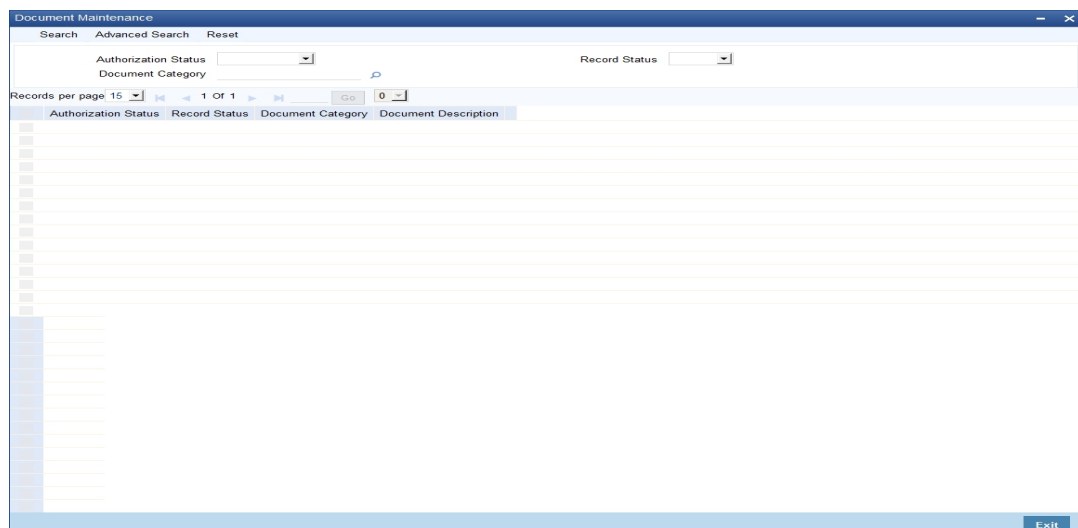 Document Maintenance
Search Advanced Search Reset
Authorization Status Record Status
Document Category
Records per page 15 1 Of 1 Go 0
Authorization Status Record Status Document Category Document Description
Exit